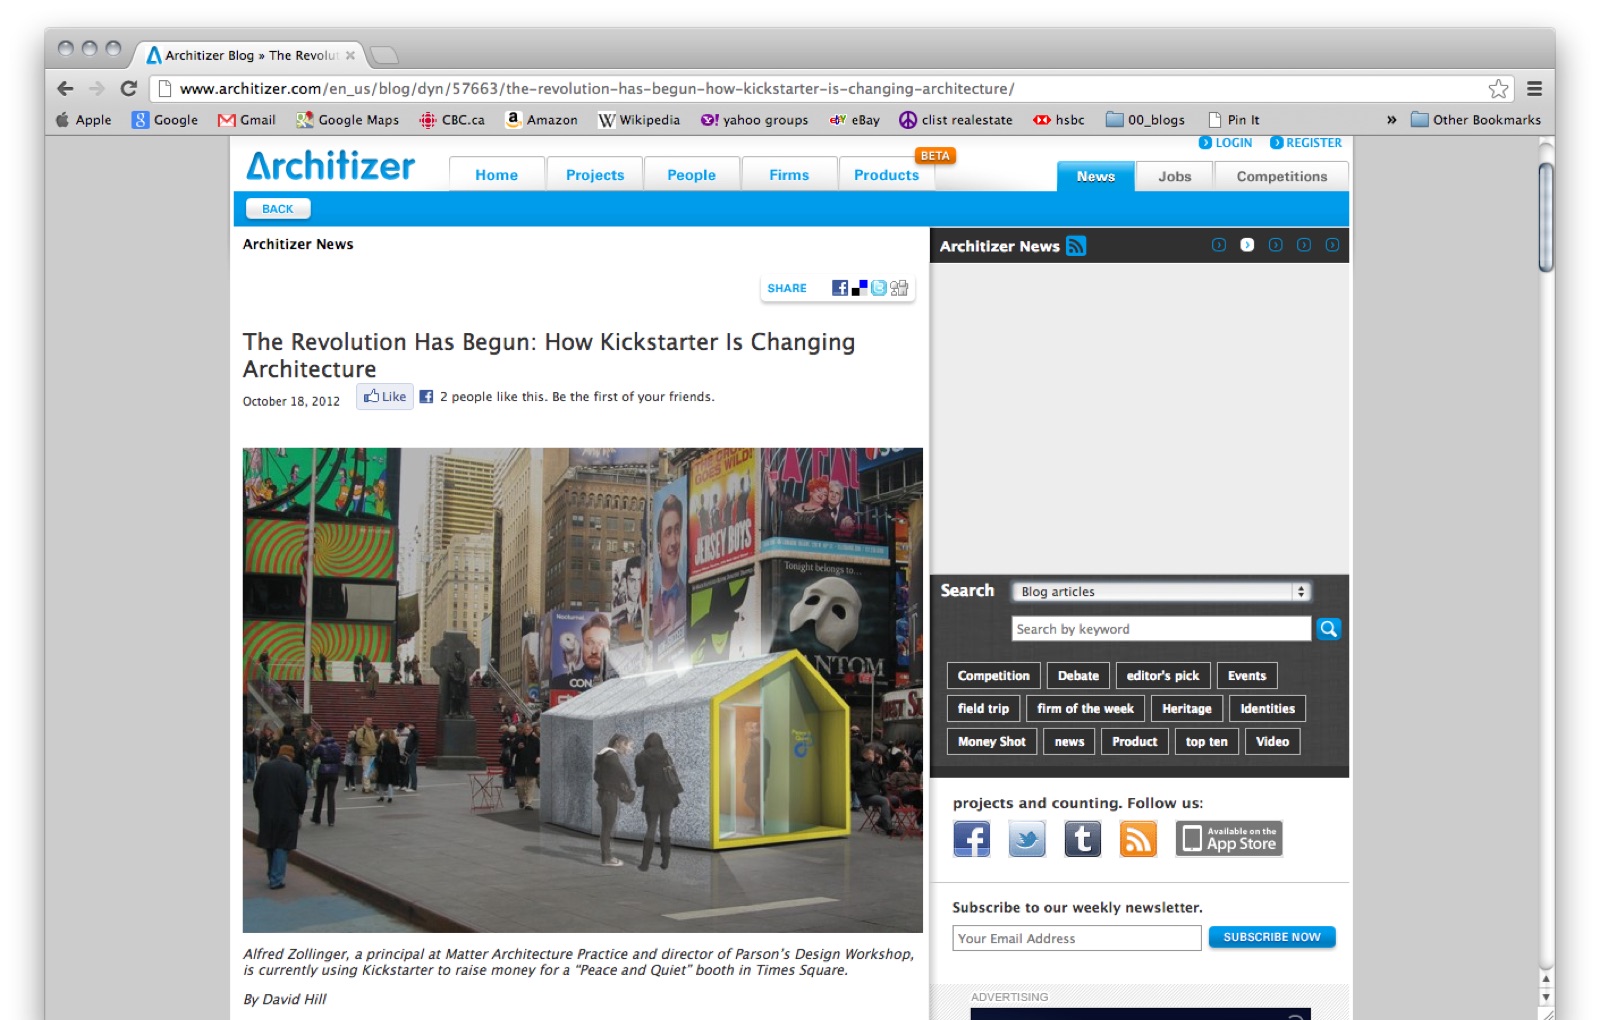 Architizer Blog » The Revolut
www.architizer.com/en_us/blog/dyn/57663/the-revolution-has-begun-how-kickstarter-is-changing-architecture/
Apple Google Gmail Google Maps CBC.ca Amazon Wikipedia yahoo groups eBay clist realestate hsbc 00_blogs Pin It » Other Bookmarks
LOGIN REGISTER
Architizer Home Projects People Firms Products BETA News Jobs Competitions
BACK
Architizer News
SHARE
The Revolution Has Begun: How Kickstarter Is Changing
Architecture
October 18, 2012 Like 2 people like this. Be the first of your friends.
GOES WILD!
JERSEY BOYS
Tonight belongs to...
CON
ANTOM
Alfred Zollinger, a principal at Matter Architecture Practice and director of Parson's Design Workshop,
is currently using Kickstarter to raise money for a "Peace and Quiet" booth in Times Square.
By David Hill
Architizer News
Search Blog articles
Search by keyword
Competition Debate editor's pick Events
field trip firm of the week Heritage Identities
Money Shot news Product top ten Video
projects and counting. Follow us:
Available on the
App Store
Subscribe to our weekly newsletter.
Your Email Address SUBSCRIBE NOW
ADVERTISING